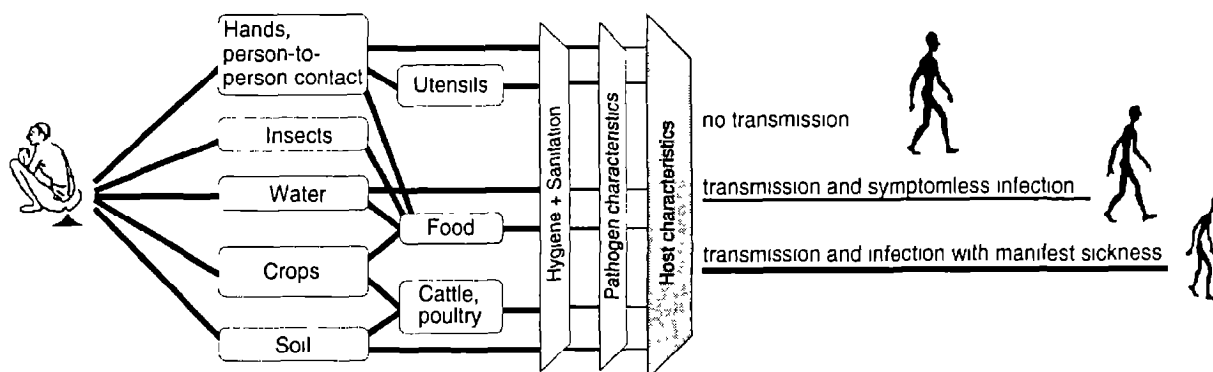 Hands,
person-to-
person contact
Utensils
Insects
Water
Food
Crops
Cattle,
poultry
Soil
Hygiene + Sanitation
Pathogen characteristics
Host characteristics
no transmission
transmission and symptomless infection
transmission and infection with manifest sickness